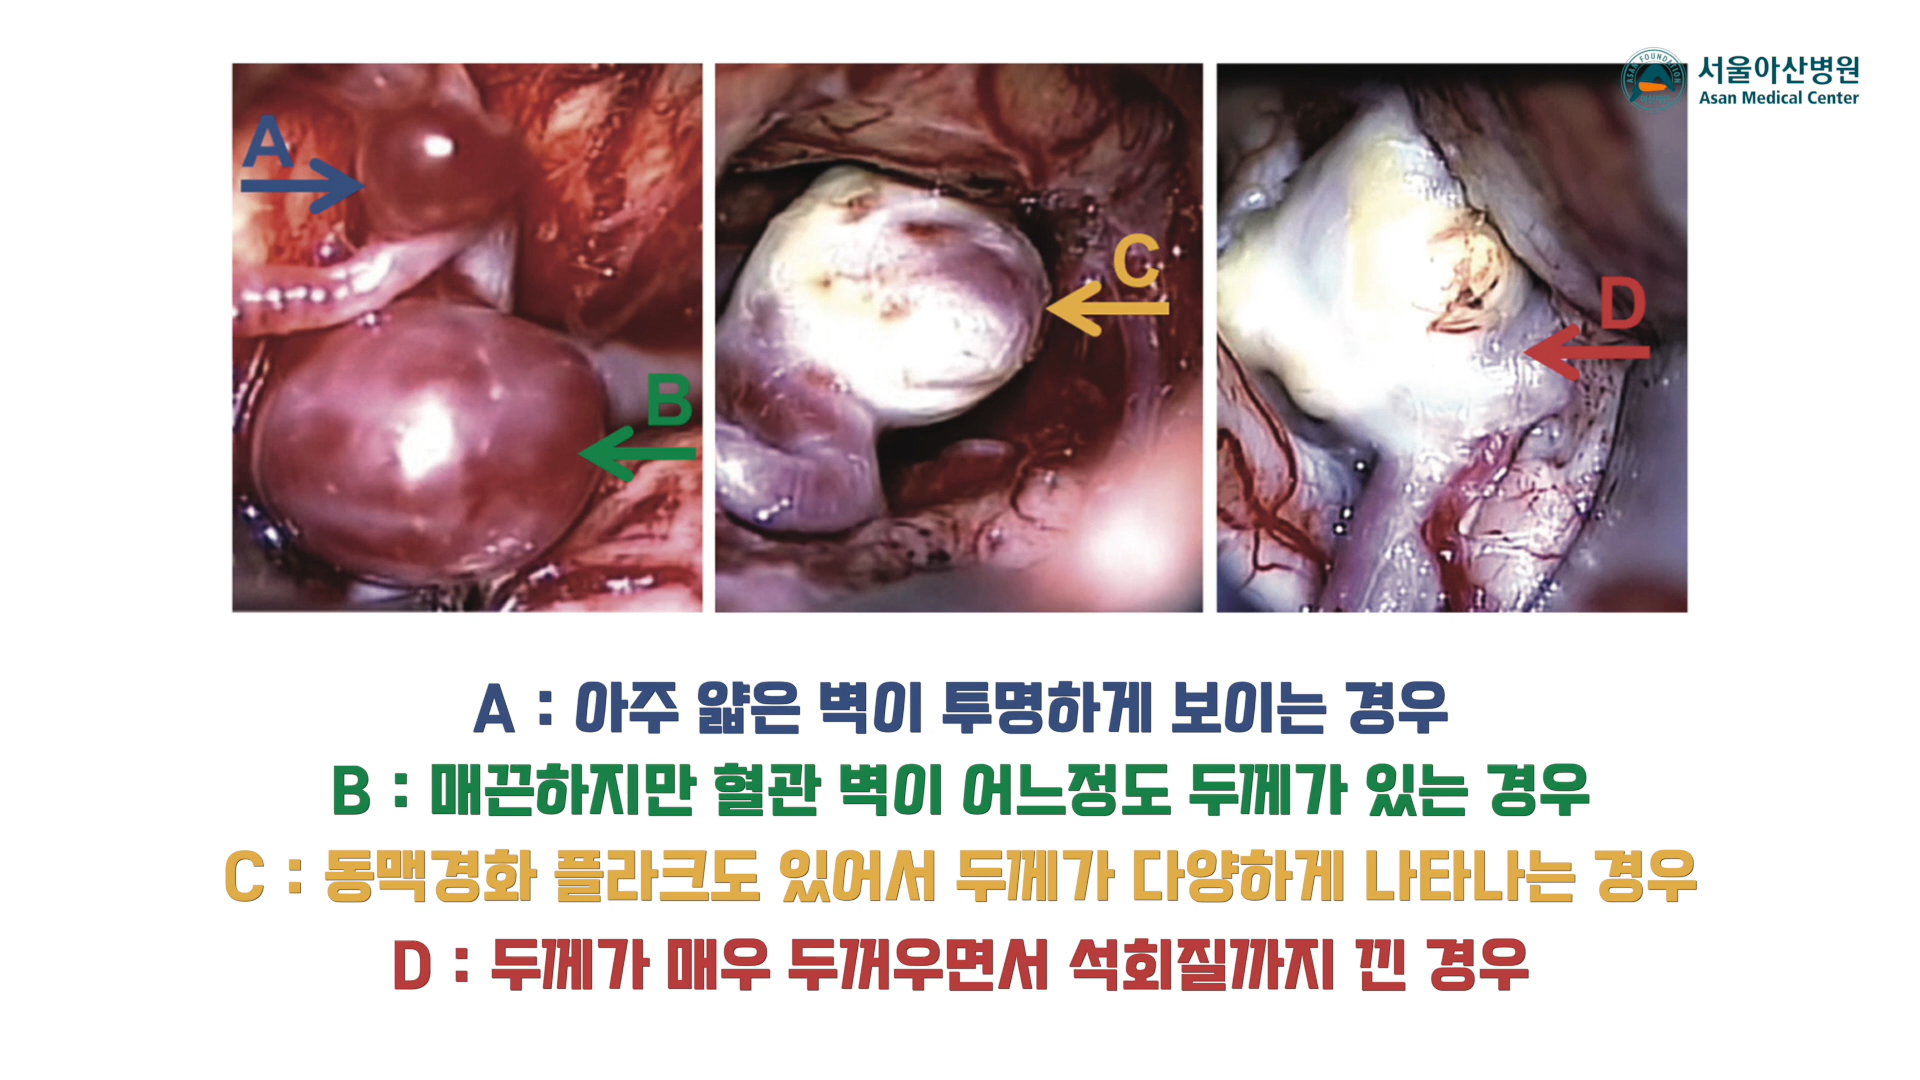 서울아산병원
Asan Medical Center
A
B
C
D
A : 아주 얇은 벽이 투명하게 보이는 경우
B : 매끈하지만 혈관 벽이 어느정도 두께가 있는 경우
C : 동맥경화 플라크도 있어서 두께가 다양하게 나타나는 경우
D : 두께가 매우 두꺼우면서 석회질까지 낀 경우